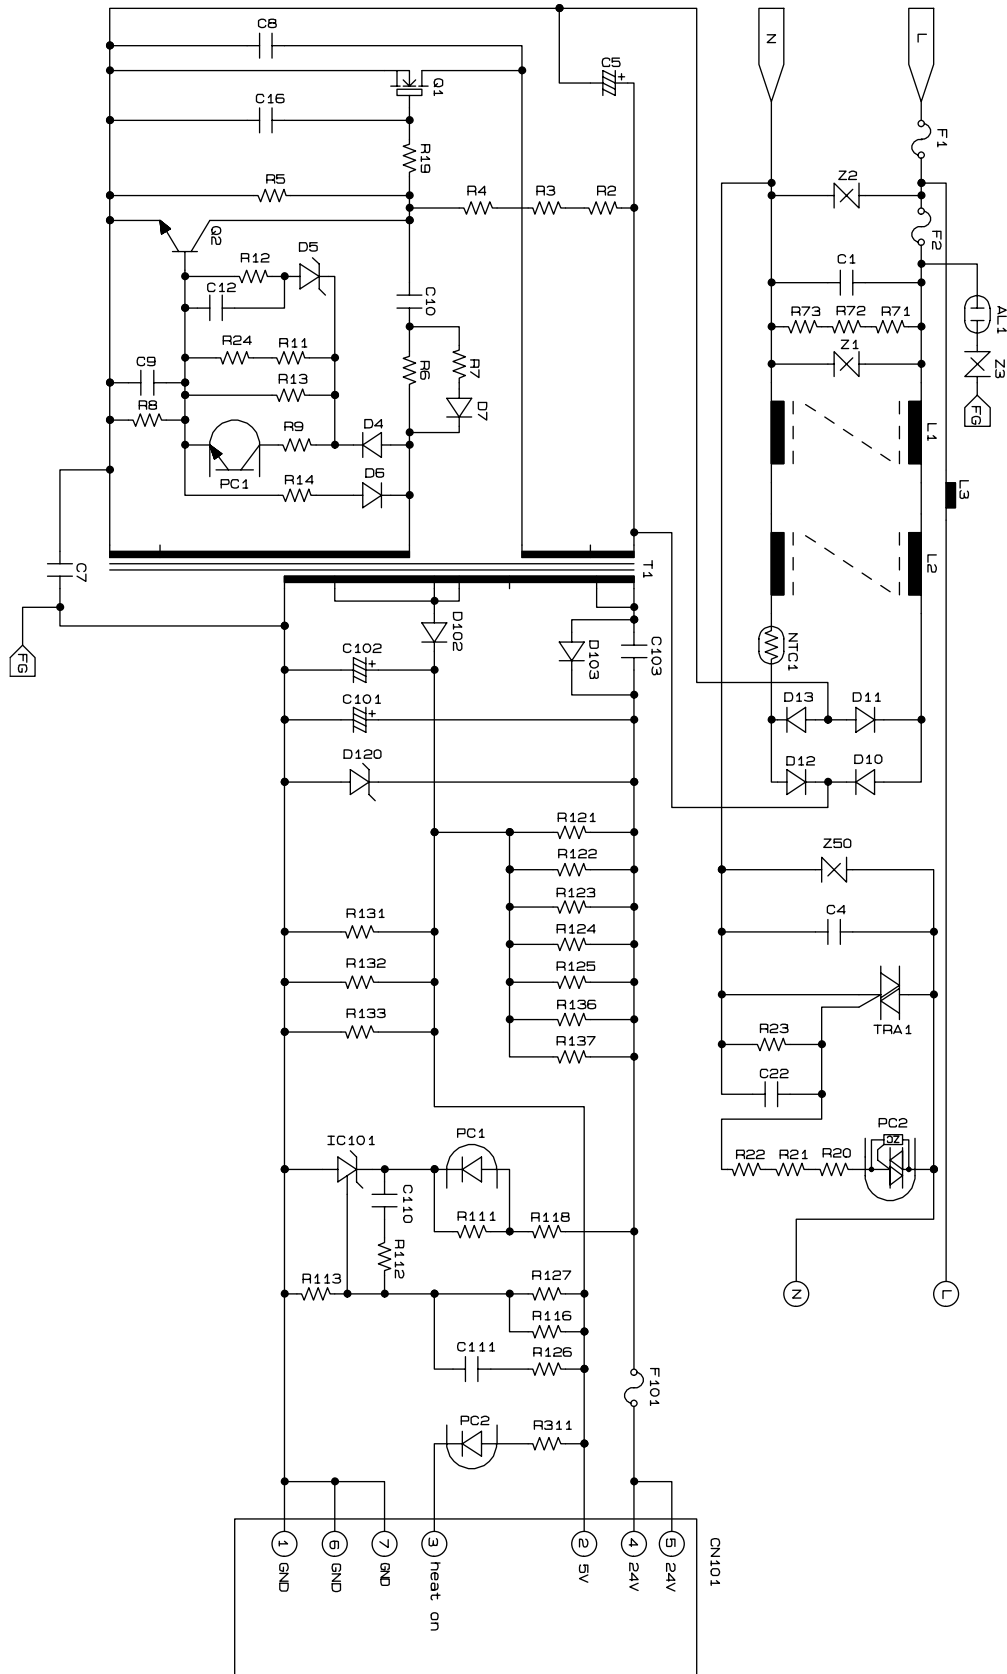 C8
N
L
C5
Q1
C16
F1
R19
Z2
R5
R4
R3
R2
Q2
F2
D5
C1
R12
C12
C10
R73
R72
R71
AL1
R24
R11
C9
R6
R7
Z1
Z3
R13
R8
D7
FG
R9
D4
L1
PC1
R14
D6
L3
C7
T1
L2
FG
D102
D103
C103
NTC1
C102
C101
D13
D11
D120
D12
D10
R121
Z50
R122
R123
C4
R131
R124
R132
R125
R136
TRA1
R133
R137
R23
C22
IC101
PC1
PC2
ZC
C110
R111
R118
R22
R21
R20
R112
R113
R127
N
L
R116
C111
R126
F101
PC2
R311
CN101
1
6
7
3
2
4
5
GND
GND
GND
heat on
5V
24V
24V